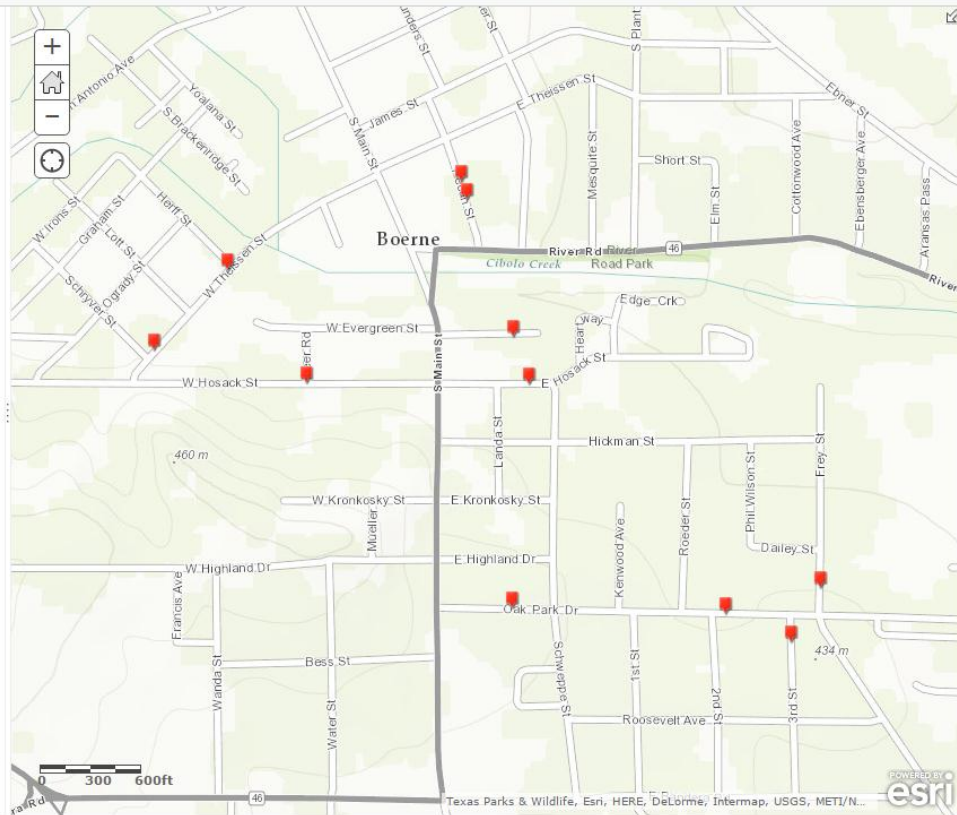 +
−
S Main St
James St
E Theissen St
S Plant
Ebner St
Yoalana St
S Brackenridge St
Mesquite St
Short St
Elm St
Cottonwood Ave
Ebensberger Ave
Aransas Pass
W Irons St
Graham St
Herff St
Lott St
Ogrady St
Schryver St
W Theissen St
Boerne
River Rd
River
Road Park
46
Cibolo Creek
River
Edge Crk
Way
Heart
W Evergreen St
S Main St
E Hosack St
W Hosack St
Landa St
Hickman St
Frey St
460 m
W Kronkosky St
E Kronkosky St
Mueller
Kenwood Ave
Roeder St
Phil Wilson St
Dailey St
W Highland Dr
E Highland Dr
Francis Ave
Oak Park Dr
Wanda St
Bess St
Water St
Schweppe St
1st St
2nd St
3rd St
434 m
Roosevelt Ave
0 300 600ft
46
Texas Parks & Wildlife, Esri, HERE, DeLorme, Intermap, USGS, METI/N...
POWERED BY
esri